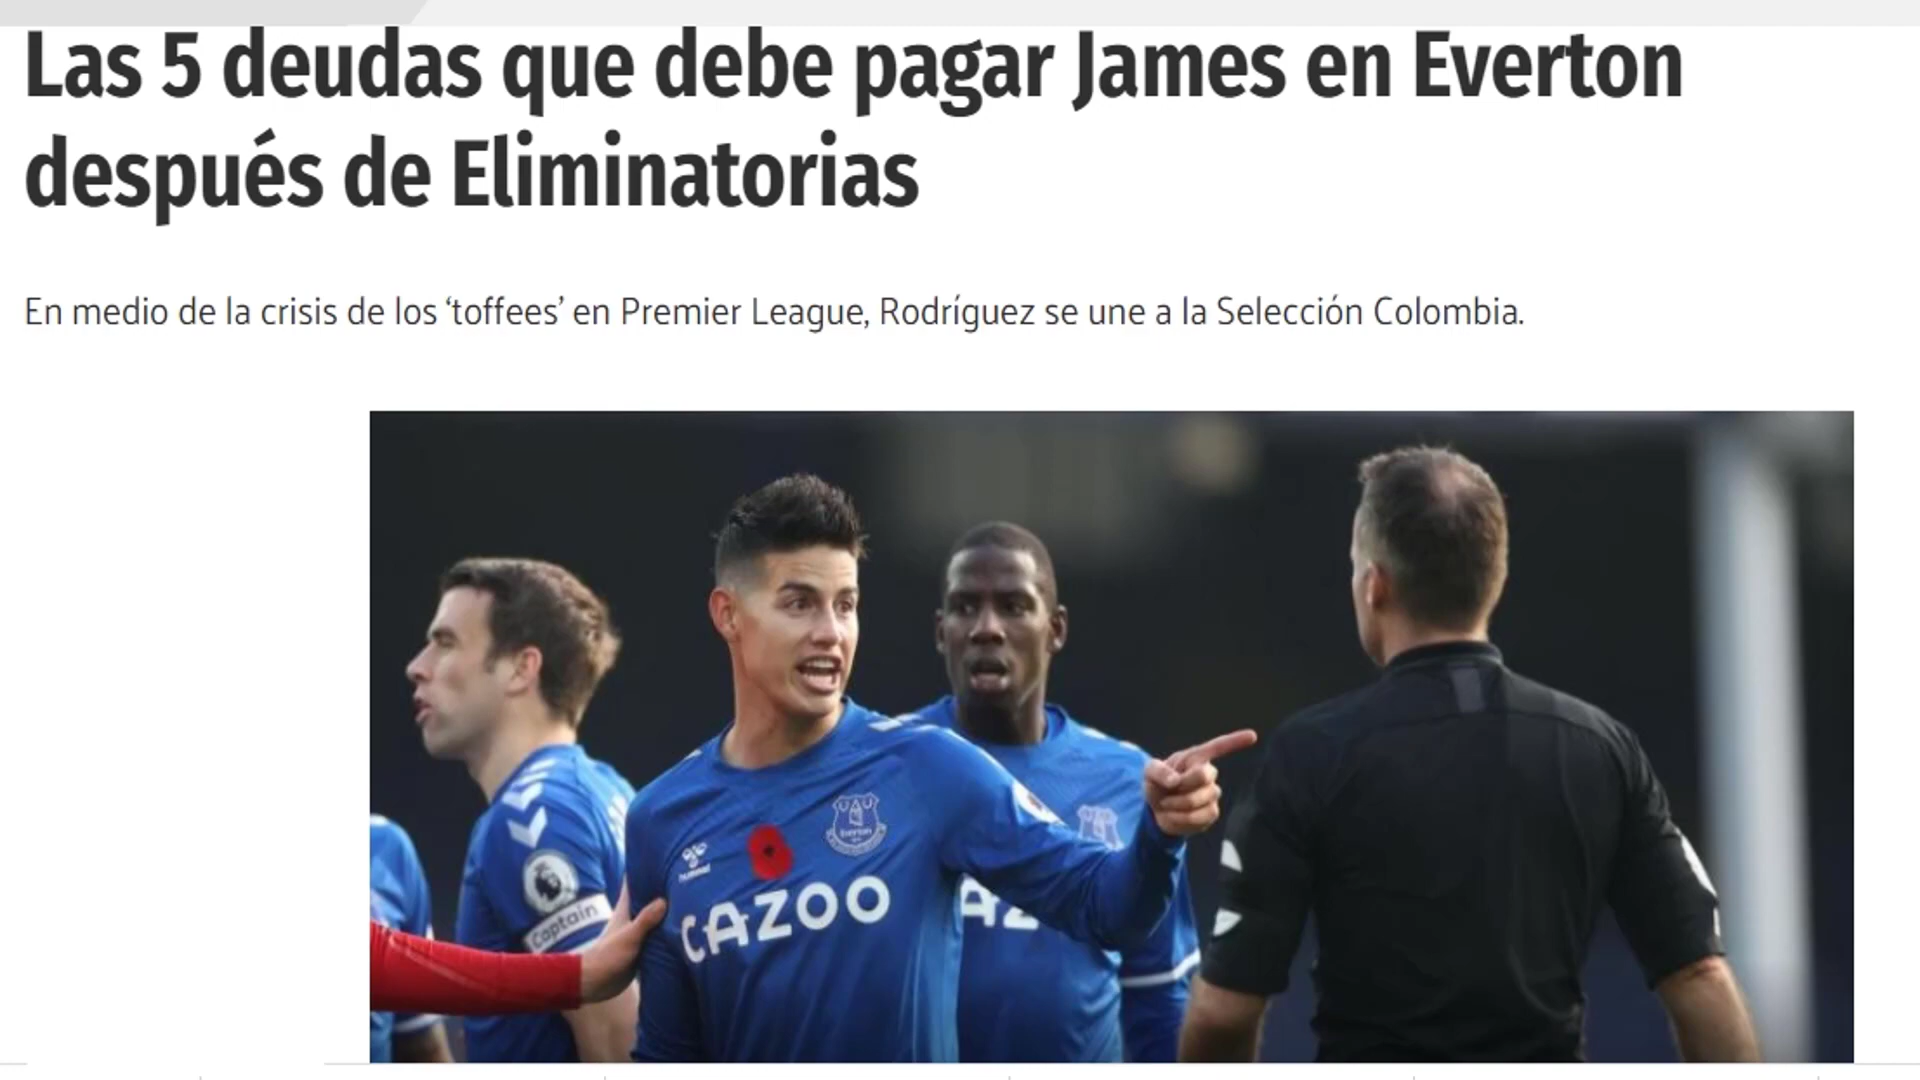 Las 5 deudas que debe pagar James en Everton
después de Eliminatorias
En medio de la crisis de los ‘toffees’ en Premier League, Rodríguez se une a la Selección Colombia.
Captain
hummel
Everton
CAZOO
AZ